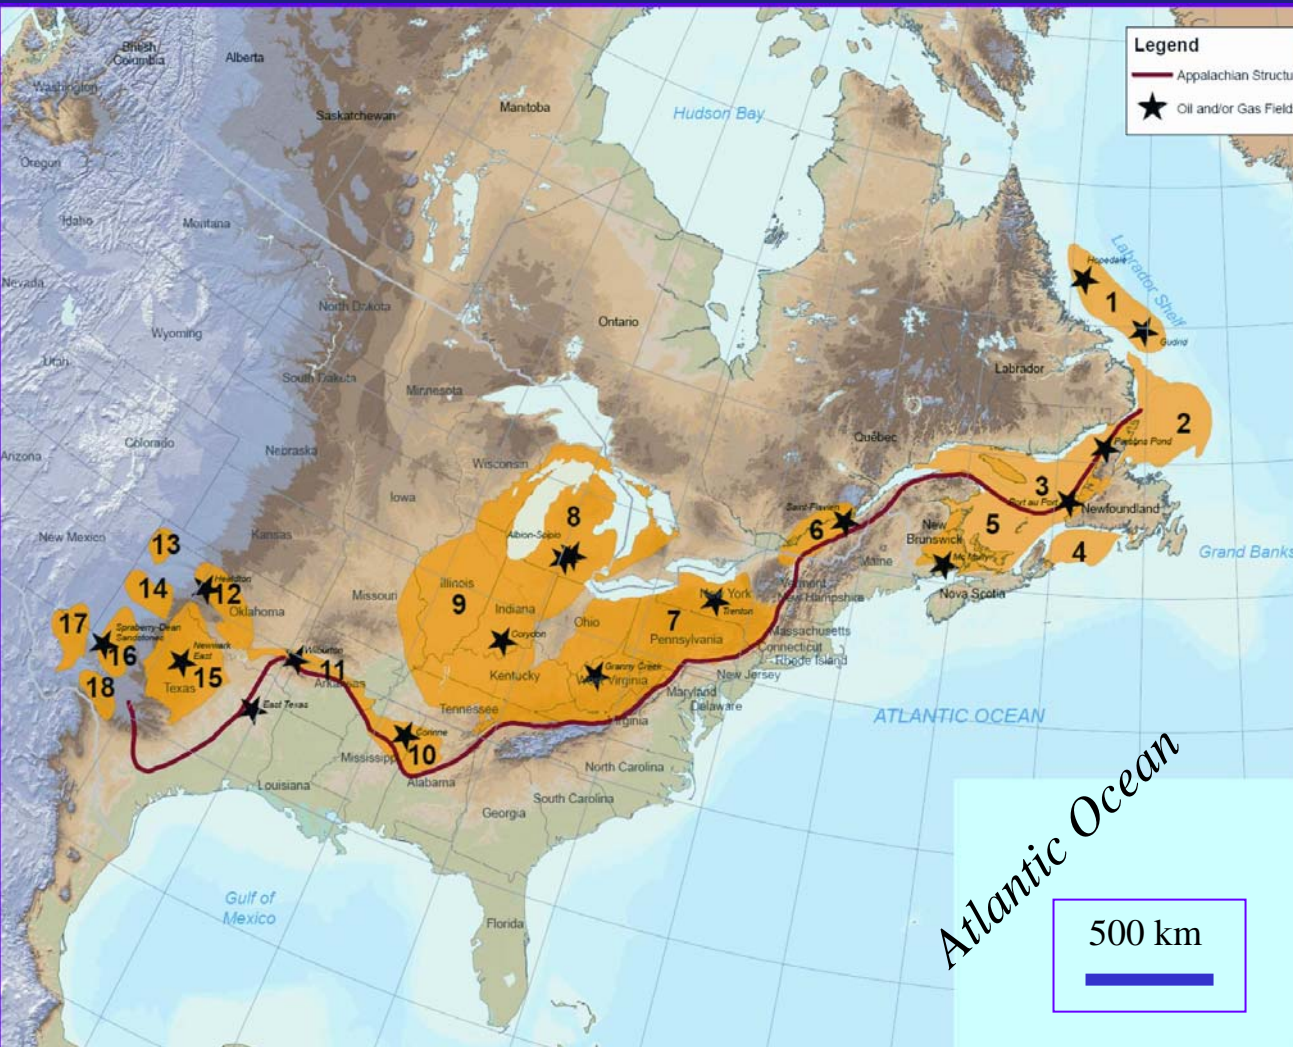 Legend
Appalachian Structu
Oil and/or Gas Field
British
Columbia
Alberta
Washington
Saskatchewan
Manitoba
Hudson Bay
Oregon
Idaho
Montana
Labrador Shelf
Hopedale
1
Gudrid
Nevada
North Dakota
Ontario
Wyoming
Utah
South Dakota
Minnesota
Labrador
2
Colorado
Nebraska
Wisconsin
Québec
Parsons Pond
Arizona
Iowa
3
Port au Port
Newfoundland
Saint-Flavien
6
8
Albion-Scipio
New
Brunswick
5
4
Grand Banks
New Mexico
13
Kansas
Mc Mully
Maine
Nova Scotia
14
Healdton
12
Oklahoma
Missouri
Illinois
9
Indiana
Ohio
7
New York
Trenton
Pennsylvania
Vermont
New Hampshire
Massachusetts
Connecticut
Rhode Island
17
Spraberry-Dean
Sandstones
16
Newark
East
15
Texas
18
Wilburton
11
Arkansas
Corydon
Kentucky
Granny Creek
West Virginia
New Jersey
Maryland
Delaware
East Texas
Tennessee
Virginia
ATLANTIC OCEAN
Corinne
10
Mississippi
Alabama
North Carolina
South Carolina
Louisiana
Georgia
Gulf of
Mexico
Florida
Atlantic Ocean
500 km